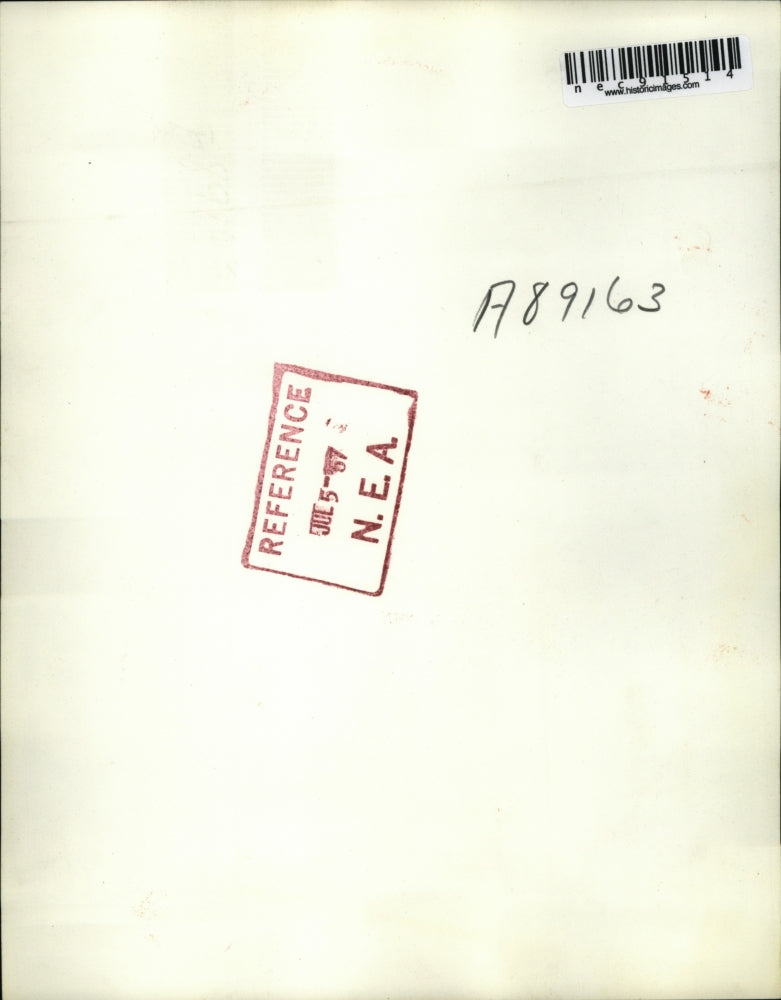 nec91514
www.historicimages.com
A89163
REFERENCE
JUL 5-67
N. E. A.